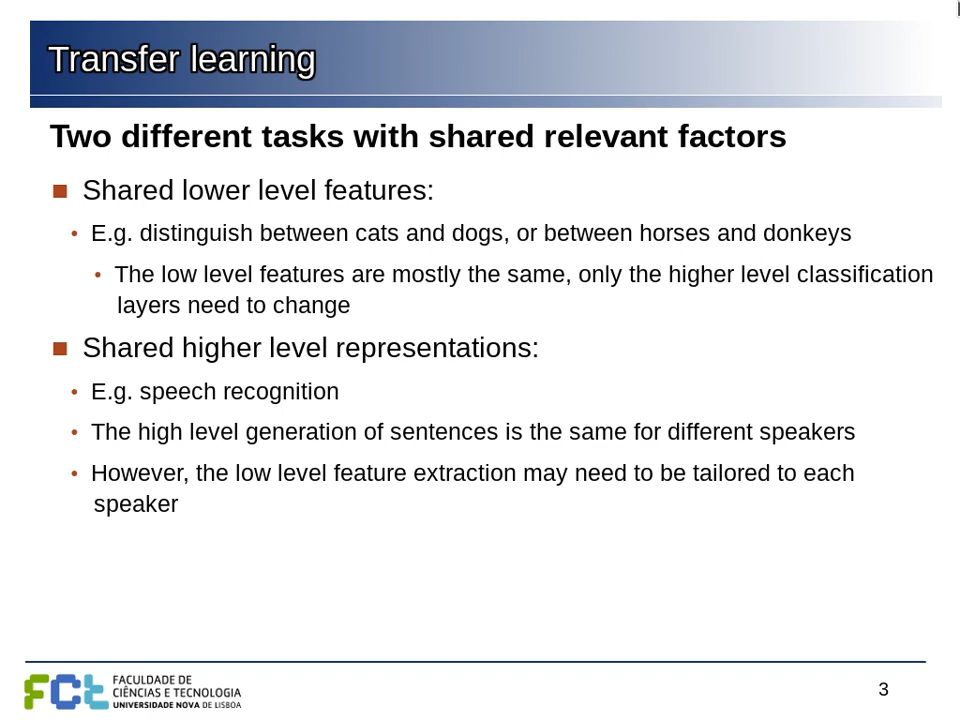 Transfer learning
Two different tasks with shared relevant factors
Shared lower level features:
E.g. distinguish between cats and dogs, or between horses and donkeys
The low level features are mostly the same, only the higher level classification
layers need to change
Shared higher level representations:
E.g. speech recognition
The high level generation of sentences is the same for different speakers
However, the low level feature extraction may need to be tailored to each
speaker
FCt
FACULDADE DE
CIÊNCIAS E TECNOLOGIA
UNIVERSIDADE NOVA DE LISBOA
3